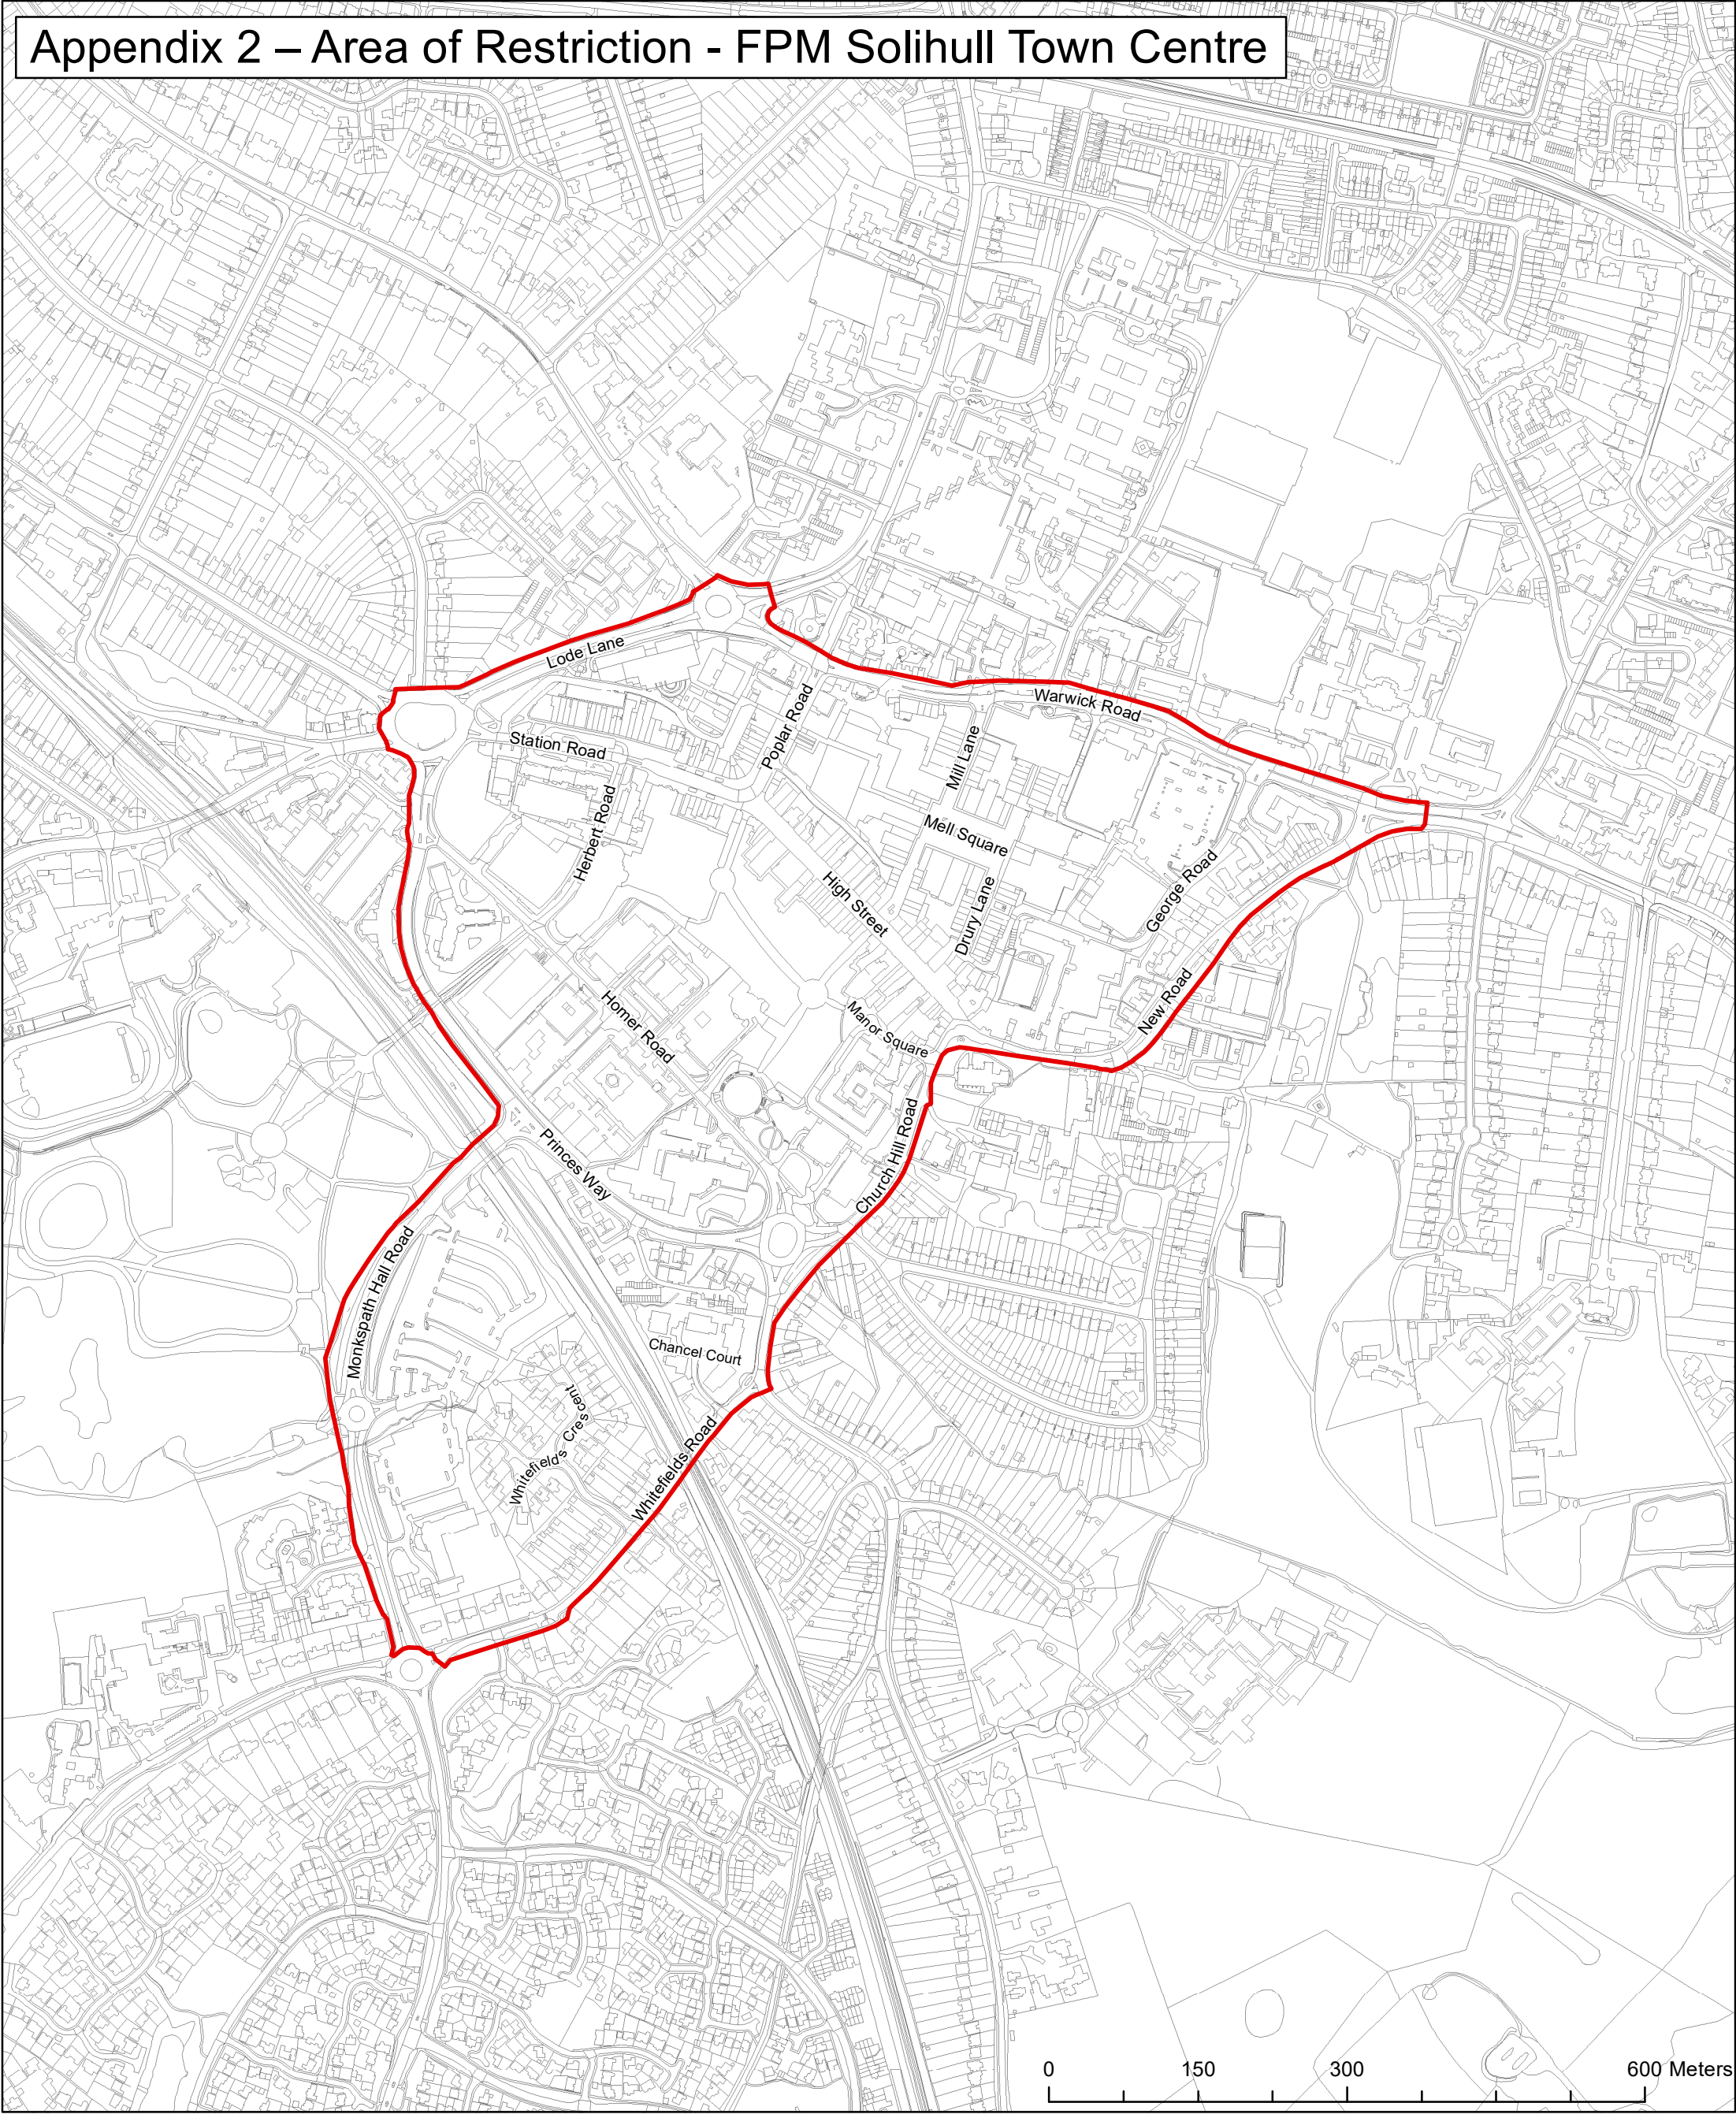 Appendix 2 – Area of Restriction - FPM Solihull Town Centre
Lode Lane
Warwick Road
Poplar Road
Station Road
Mill Lane
Herbert Road
Mell Square
George Road
High Street
Drury Lane
New Road
Homer Road
Manor Square
Church Hill Road
Princes Way
Monkspath Hall Road
Chancel Court
Whitefield's Crescent
Whitefields Road
0 150 300 600 Meters